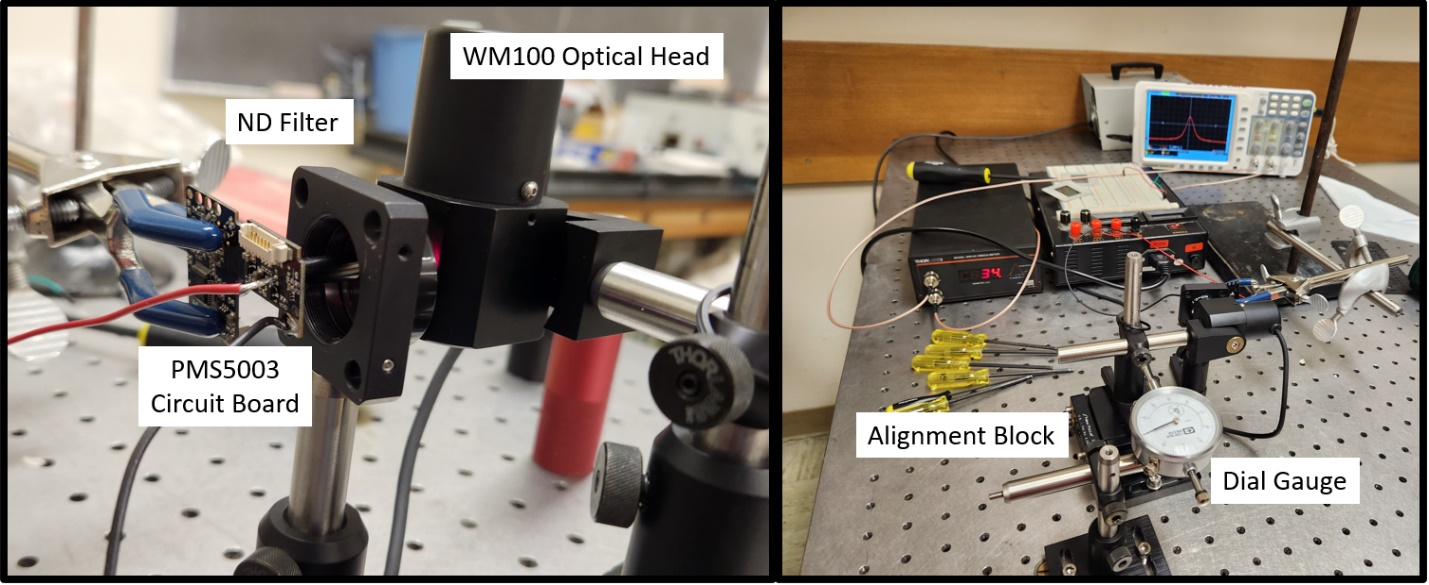 WM100 Optical Head
ND Filter
PMS5003
Circuit Board
THORLABS
Alignment Block
Dial Gauge
34